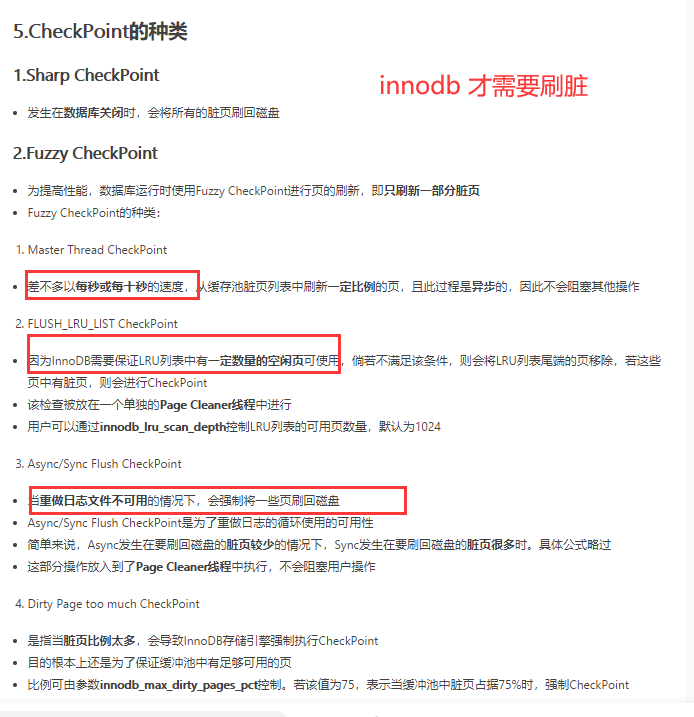 5.CheckPoint的种类
1.Sharp CheckPoint
innodb 才需要刷脏
发生在数据库关闭时，会将所有的脏页刷回磁盘
2.Fuzzy CheckPoint
为提高性能，数据库运行时使用Fuzzy CheckPoint进行页的刷新，即只刷新一部分脏页
Fuzzy CheckPoint的种类：
1. Master Thread CheckPoint
差不多以每秒或每十秒的速度，从缓存池脏页列表中刷新一定比例的页，且此过程是异步的，因此不会阻塞其他操作
2. FLUSH_LRU_LIST CheckPoint
因为InnoDB需要保证LRU列表中有一定数量的空闲页可使用，倘若不满足该条件，则会将LRU列表尾端的页移除，若这些
页中有脏页，则会进行CheckPoint
该检查被放在一个单独的Page Cleaner线程中进行
用户可以通过innodb_lru_scan_depth控制LRU列表的可用页数量，默认为1024
3. Async/Sync Flush CheckPoint
当重做日志文件不可用的情况下，会强制将一些页刷回磁盘
Async/Sync Flush CheckPoint是为了重做日志的循环使用的可用性
简单来说，Async发生在要刷回磁盘的脏页较少的情况下，Sync发生在要刷回磁盘的脏页很多时。具体公式略过
这部分操作放入到了Page Cleaner线程中执行，不会阻塞用户操作
4. Dirty Page too much CheckPoint
是指当脏页比例太多，会导致InnoDB存储引擎强制执行CheckPoint
目的根本上还是为了保证缓冲池中有足够可用的页
比例可由参数innodb_max_dirty_pages_pct控制。若该值为75，表示当缓冲池中脏页占据75%时，强制CheckPoint